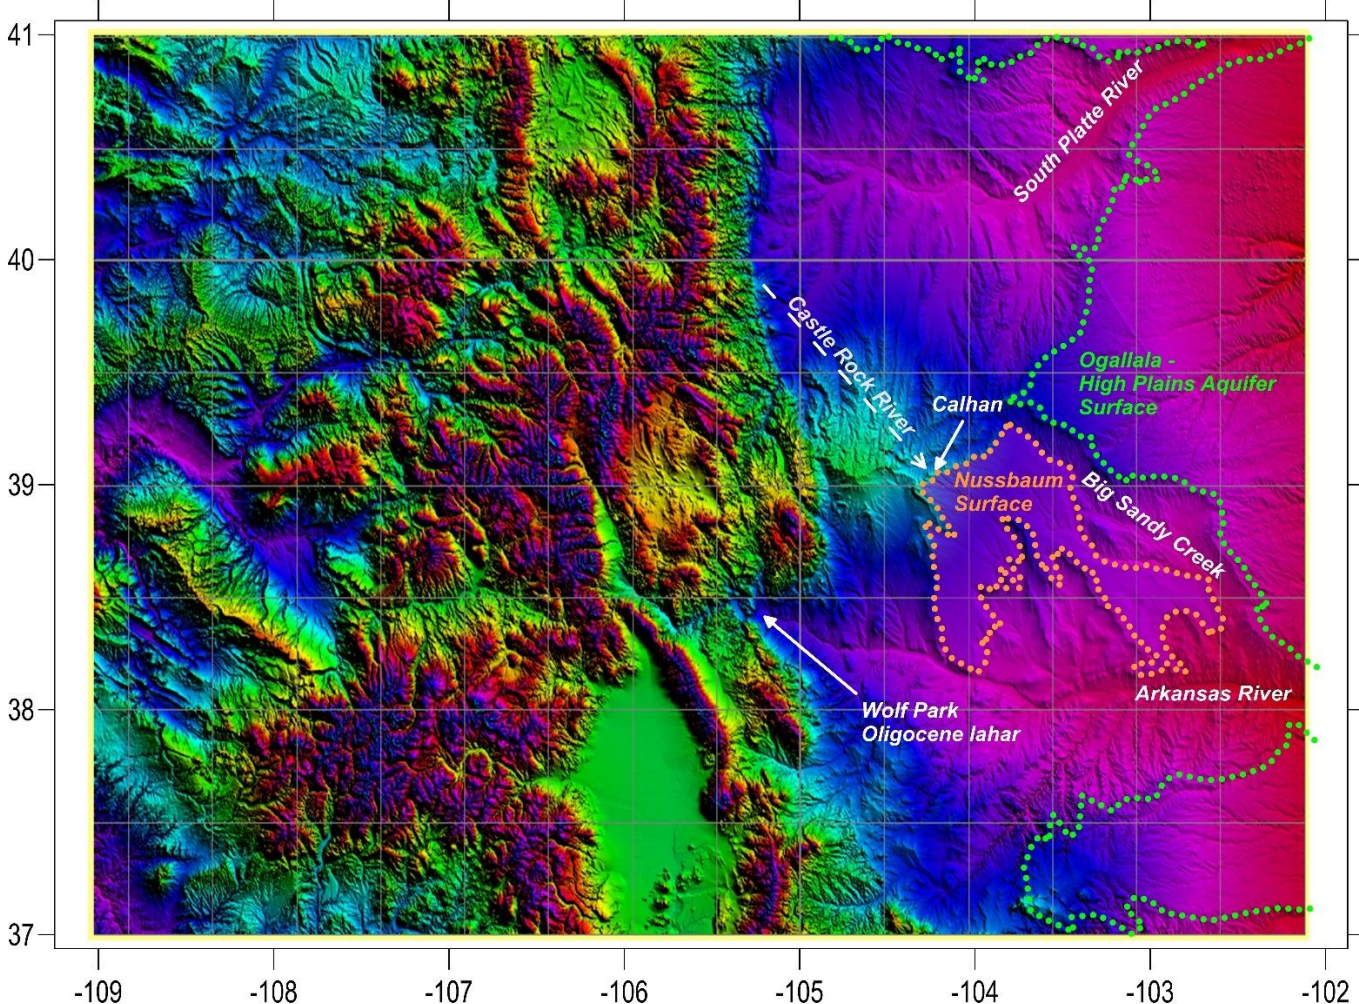 41
40
39
38
37
South Platte River
Castle Rock River
Ogallala -
High Plains Aquifer
Surface
Calhan
Nussbaum
Surface
Big Sandy Creek
Arkansas River
Wolf Park
Oligocene lahar
-109
-108
-107
-106
-105
-104
-103
-102